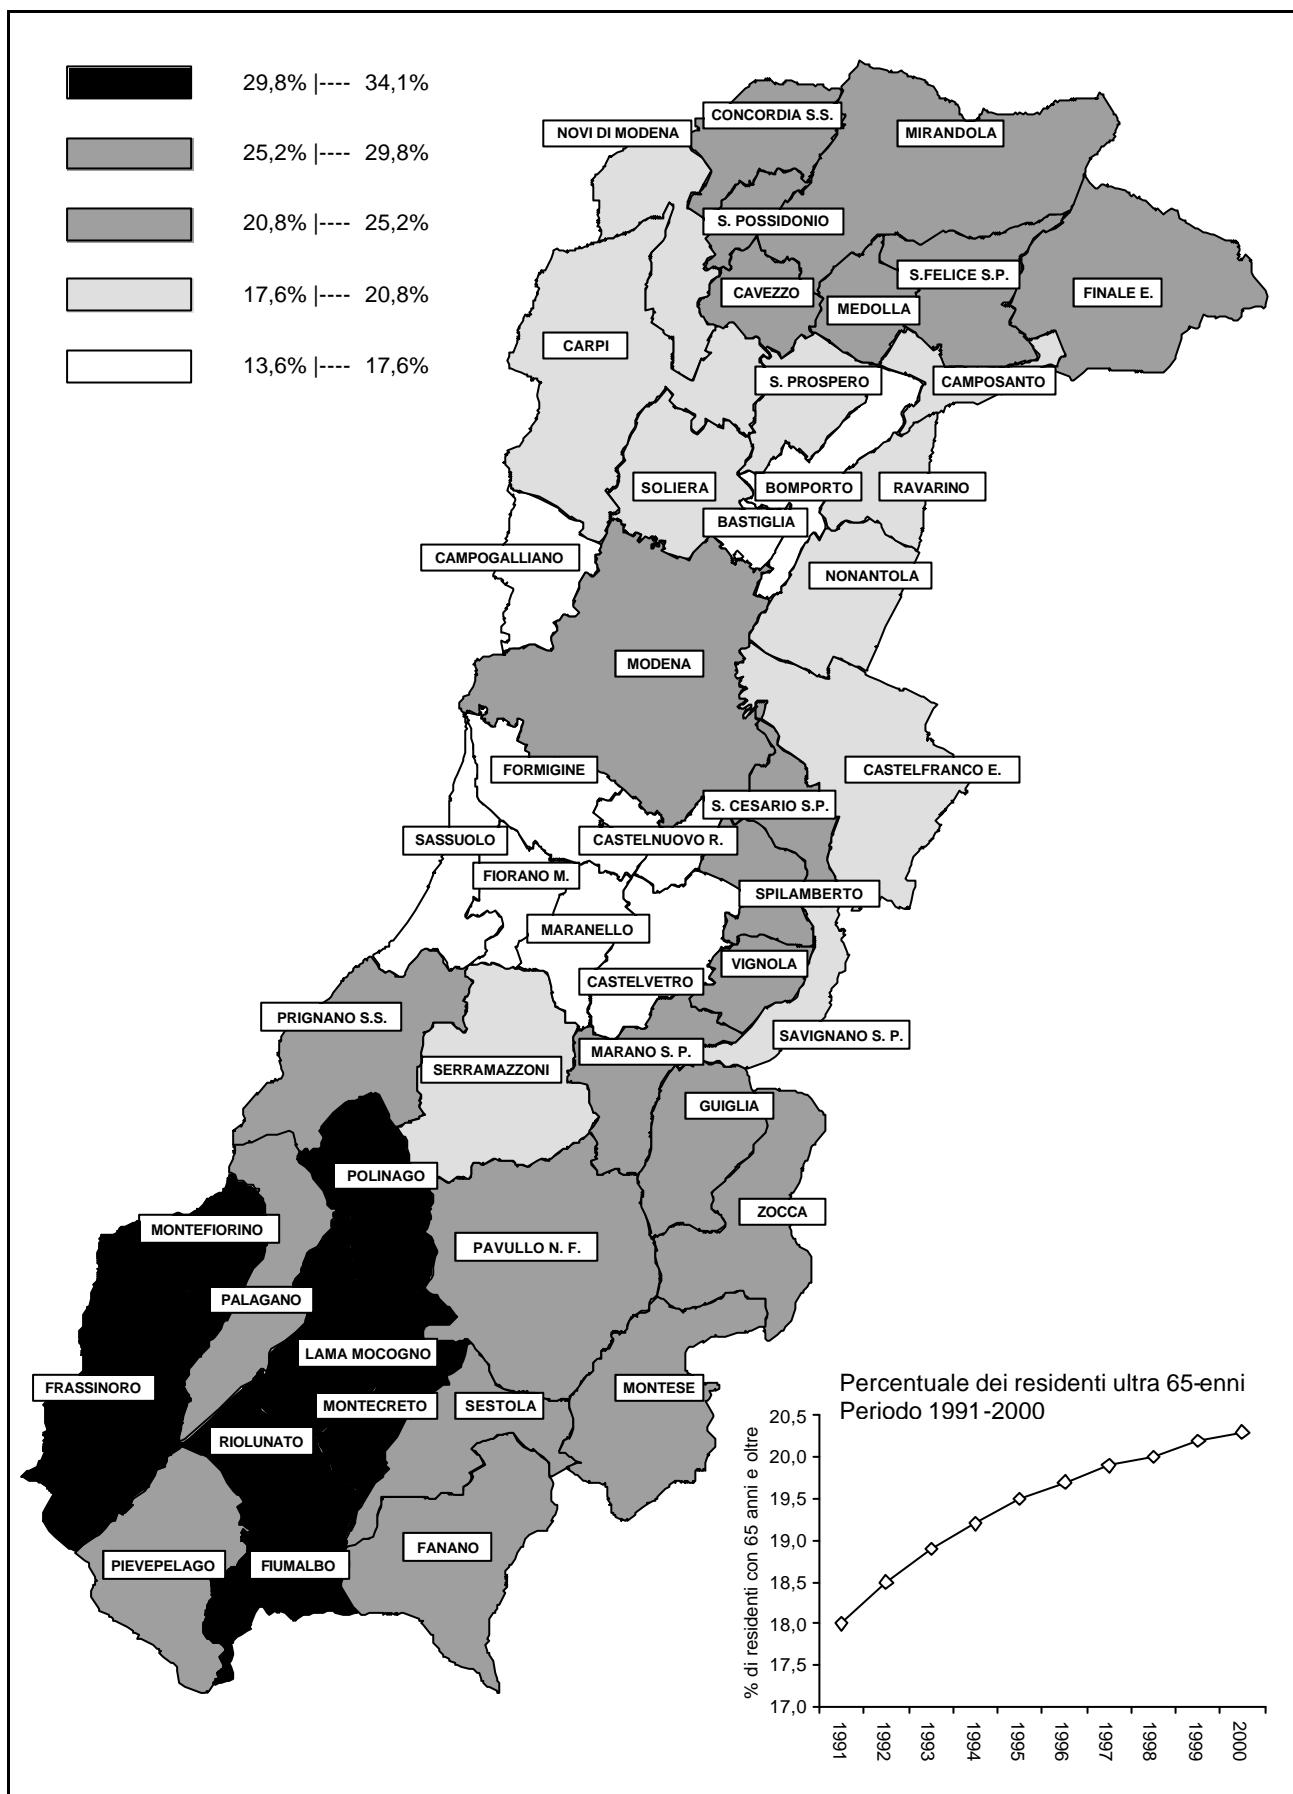 29,8% |---- 34,1%
25,2% |---- 29,8%
20,8% |---- 25,2%
17,6% |---- 20,8%
13,6% |---- 17,6%
CONCORDIA S.S.
NOVI DI MODENA
MIRANDOLA
S. POSSIDONIO
S.FELICE S.P.
CAVEZZO
FINALE E.
MEDOLLA
CARPI
S. PROSPERO
CAMPOSANTO
SOLIERA
BOMPORTO
RAVARINO
BASTIGLIA
CAMPOGALLIANO
NONANTOLA
MODENA
FORMIGINE
CASTELFRANCO E.
S. CESARIO S.P.
SASSUOLO
CASTELNUOVO R.
FIORANO M.
SPILAMBERTO
MARANELLO
VIGNOLA
CASTELVETRO
PRIGNANO S.S.
SAVIGNANO S. P.
MARANO S. P.
SERRAMAZZONI
GUIGLIA
POLINAGO
ZOCCA
MONTEFIORINO
PAVULLO N. F.
PALAGANO
LAMA MOCOGNO
FRASSINORO
MONTESE
MONTECRETO
SESTOLA
RIOLUNATO
FANANO
PIEVEPELAGO
FIUMALBO
Percentuale dei residenti ultra 65-enni
Periodo 1991-2000
% di residenti con 65 anni e oltre
20,5
20,0
19,5
19,0
18,5
18,0
17,5
17,0
1991
1992
1993
1994
1995
1996
1997
1998
1999
2000